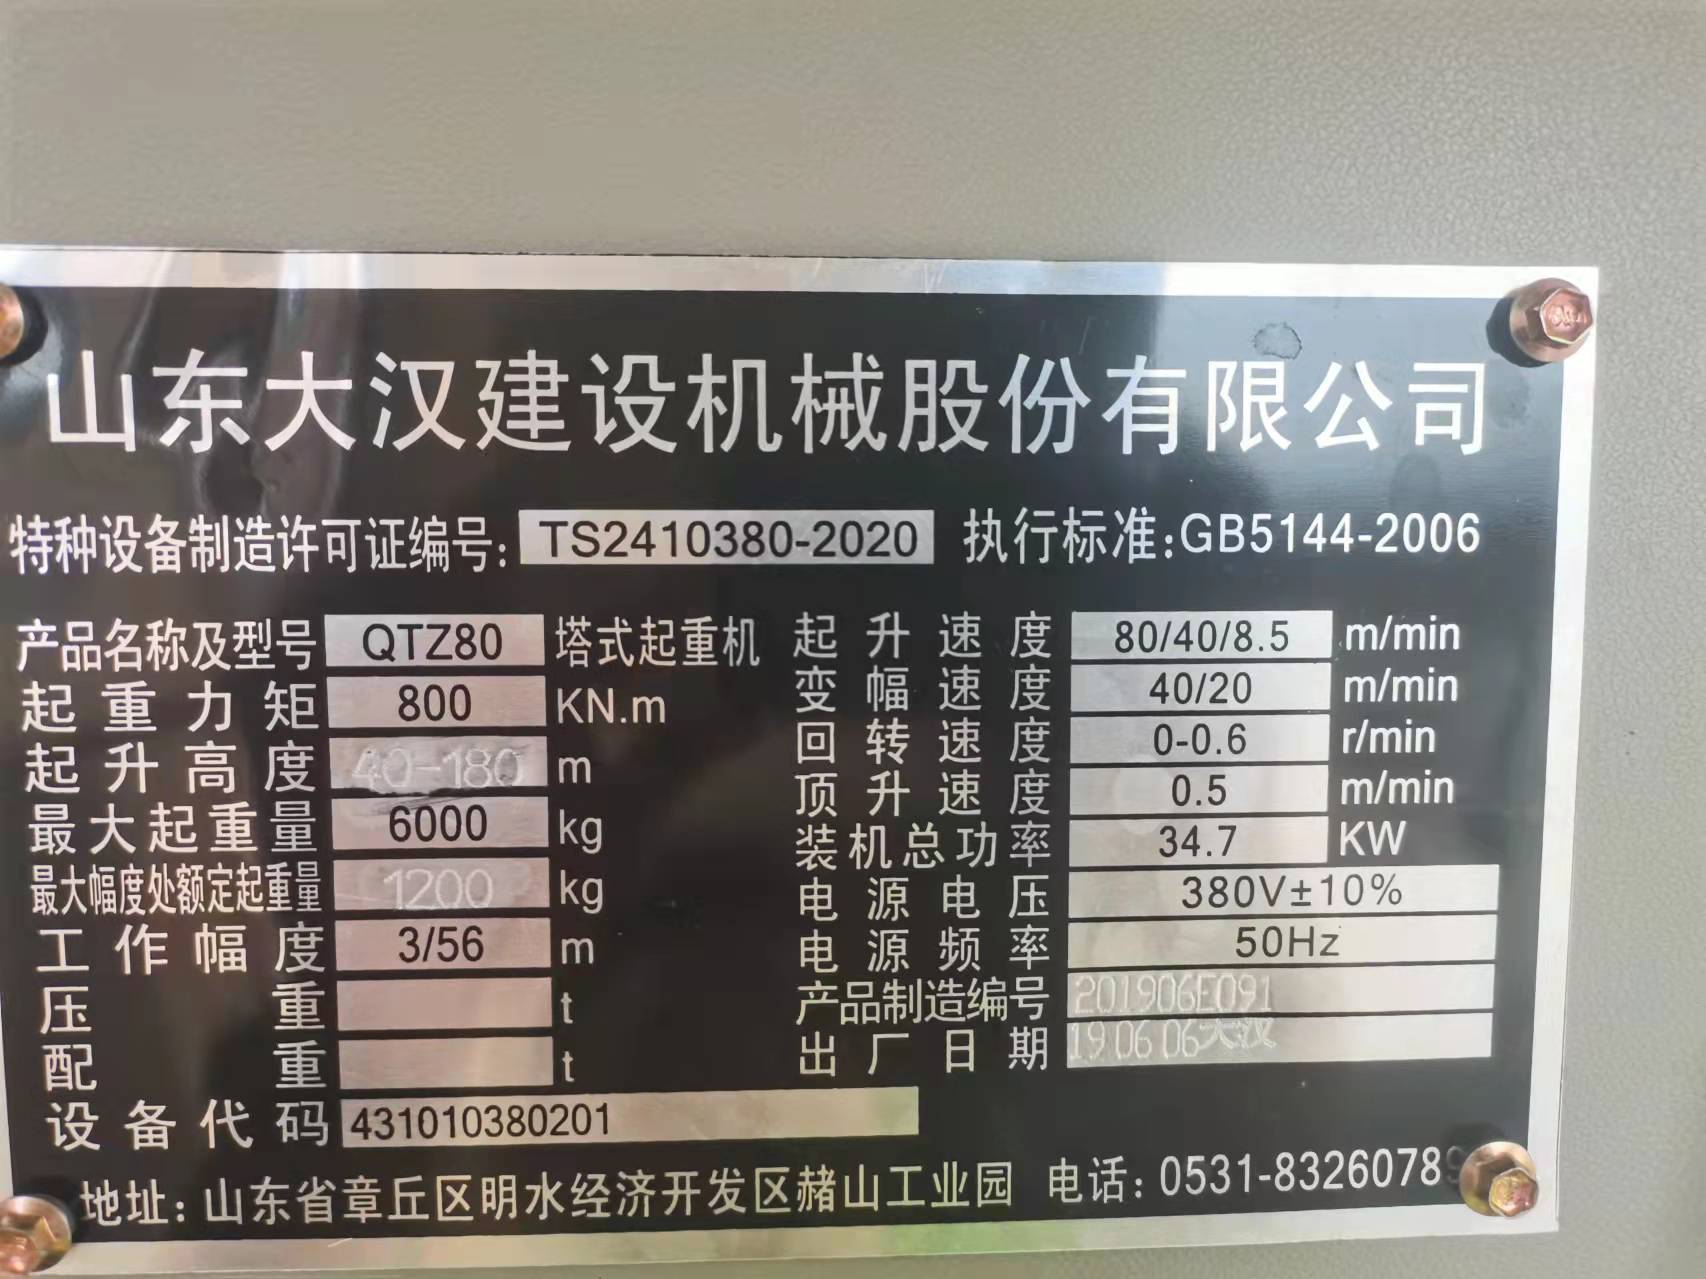 山东大汉建设机械股份有限公司
特种设备制造许可证编号: TS2410380-2020 执行标准:GB5144-2006
产品名称及型号 QTZ80 塔式起重机
起重力矩 800 KN.m
起升高度 40-180 m
最大起重量 6000 kg
最大幅度处额定起重量 1200 kg
工作幅度 3/56 m
压重 t
配重 t
设备代码 431010380201
起升速度 80/40/8.5 m/min
变幅速度 40/20 m/min
回转速度 0-0.6 r/min
顶升速度 0.5 m/min
装机总功率 34.7 KW
电源电压 380V±10%
电源频率 50Hz
产品制造编号 201906E091
出厂日期 19 06 06大汉
地址: 山东省章丘区明水经济开发区赭山工业园 电话: 0531-83260789